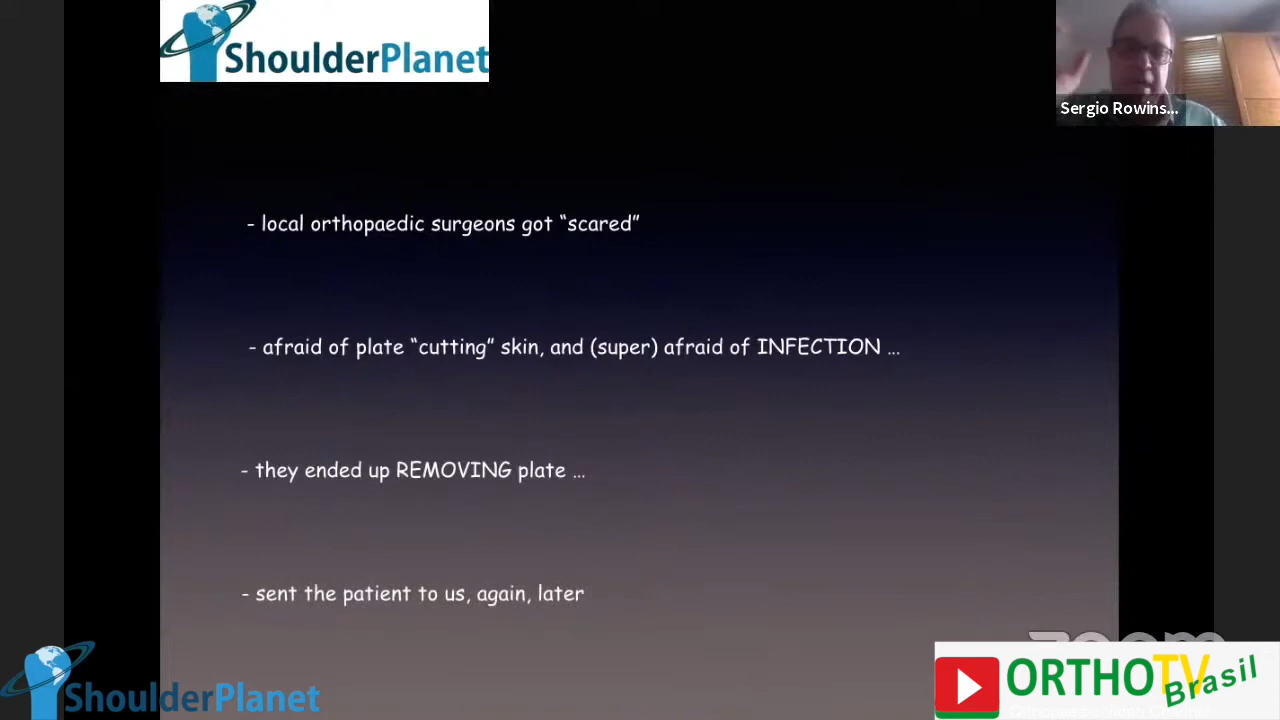 ShoulderPlanet
Sergio Rowins...
- local orthopaedic surgeons got “scared”
- afraid of plate “cutting” skin, and (super) afraid of INFECTION ...
- they ended up REMOVING plate ...
- sent the patient to us, again, later
zoom
ShoulderPlanet
ORTHOTV
Brasil